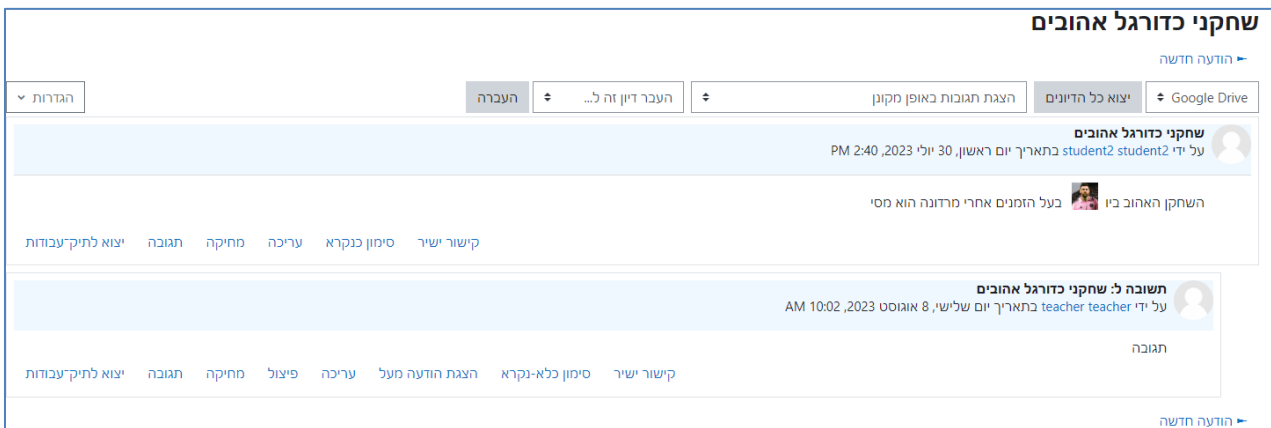 שחקני כדורגל אהובים
הודעה חדשה
Google Drive יצוא כל הדיונים הצגת תגובות באופן מקונן העבר דיון זה ל... העברה הגדרות
שחקני כדורגל אהובים
על ידי student2 student2 בתאריך יום ראשון, 30 יולי 2023, 2:40 PM
השחקן האהוב ביו בעל הזמנים אחרי מרדונה הוא מסי
קישור ישיר סימון כנקרא עריכה מחיקה תגובה יצוא לתיק־עבודות
תשובה ל: שחקני כדורגל אהובים
על ידי teacher teacher בתאריך יום שלישי, 8 אוגוסט 2023, 10:02 AM
תגובה
קישור ישיר סימון כלא-נקרא הצגת הודעה מעל עריכה פיצול מחיקה תגובה יצוא לתיק־עבודות
הודעה חדשה